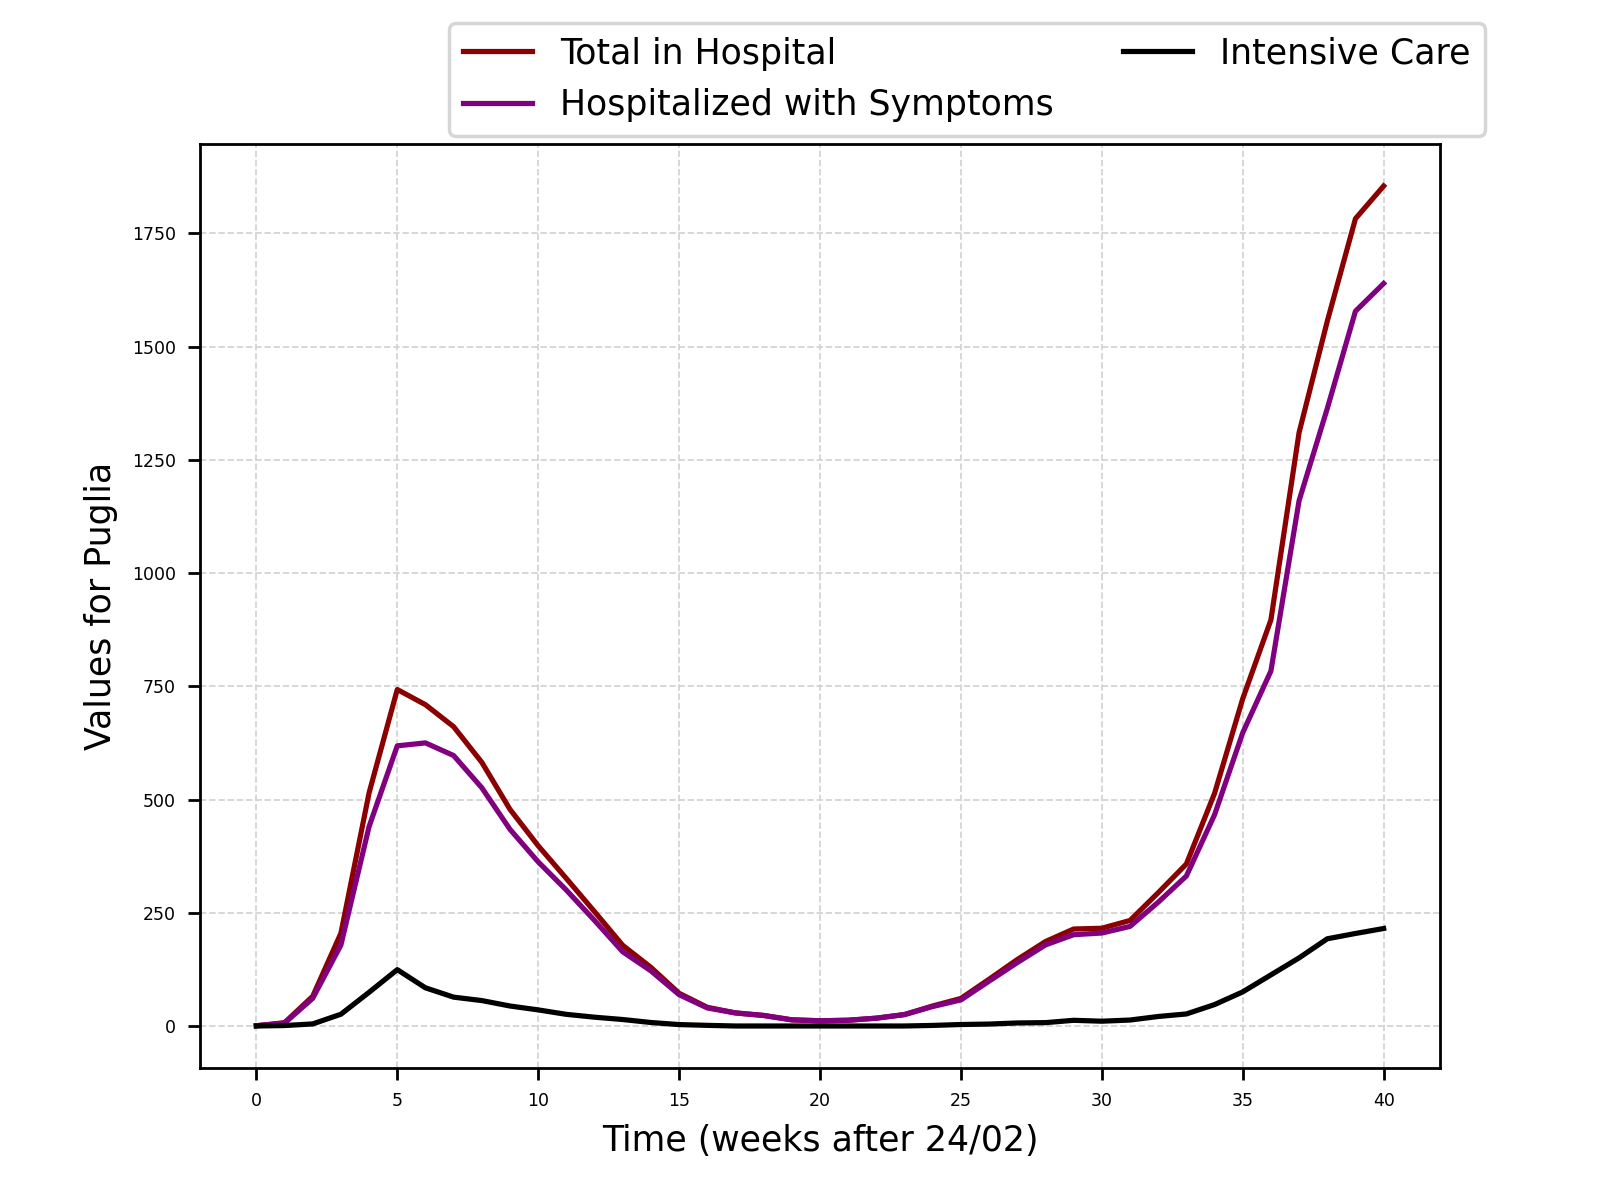 Total in Hospital
Hospitalized with Symptoms
Intensive Care
Values for Puglia
1750
1500
1250
1000
750
500
250
0
0 5 10 15 20 25 30 35 40
Time (weeks after 24/02)